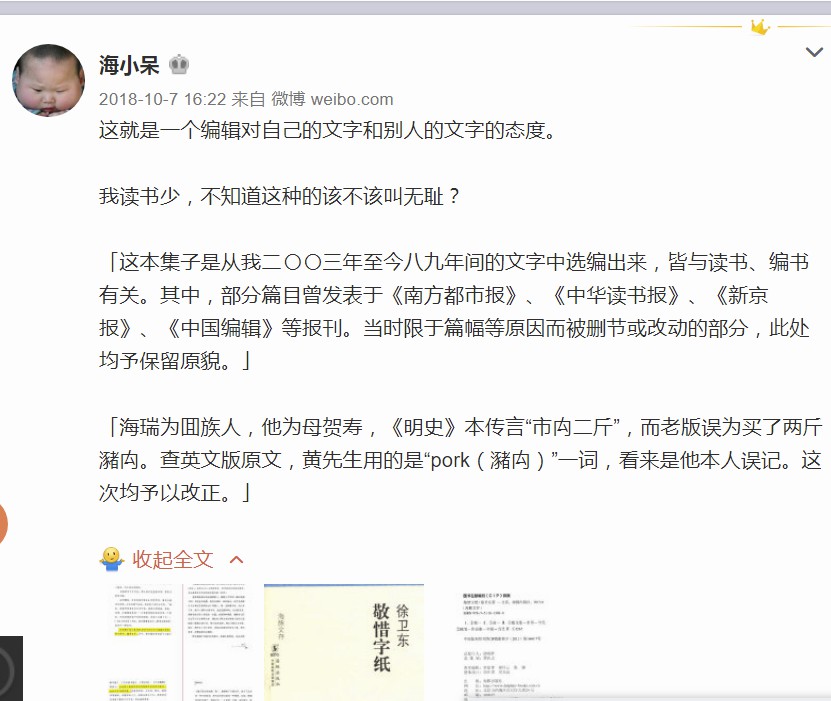 海小呆
2018-10-7 16:22 来自 微博 weibo.com
这就是一个编辑对自己的文字和别人的文字的态度。
我读书少，不知道这种的该不该叫无耻？
「这本集子是从我二〇〇三年至今八九年间的文字中选编出来，皆与读书、编书
有关。其中，部分篇目曾发表于《南方都市报》、《中华读书报》、《新京
报》、《中国编辑》等报刊。当时限于篇幅等原因而被删节或改动的部分，此处
均予保留原貌。」
「海瑞为囬族人，他为母贺寿，《明史》本传言“市禸二斤”，而老版误为买了两斤
瀦禸。查英文版原文，黄先生用的是“pork（瀦禸）”一词，看来是他本人误记。这
次均予以改正。」
收起全文
徐卫东
敬惜字纸